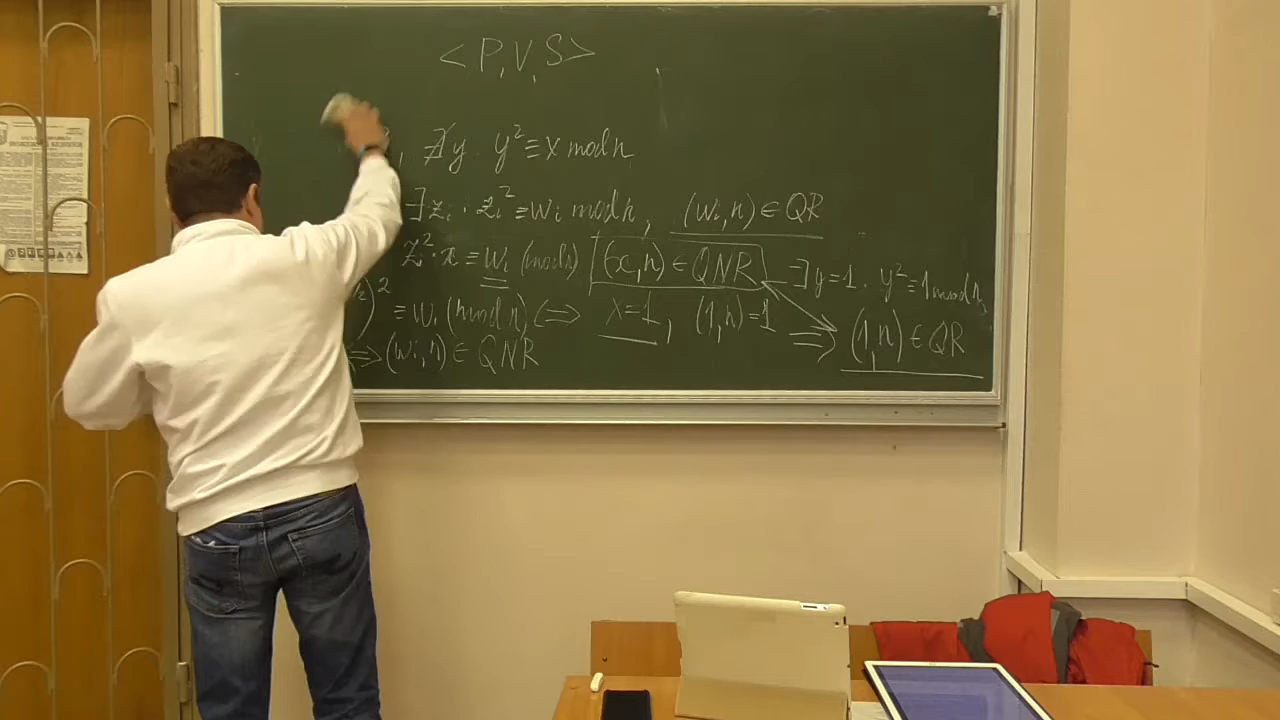 <P,V,S>
, ∄y. y² ≡ x mod n
∃ zᵢ : zᵢ² ≡ wᵢ mod n, (wᵢ,n) ∈ QR
zᵢ²·x ≡ wᵢ (mod n) (x,n) ∈ QNR ∃ y=1. y² ≡ 1 mod n,
)² ≡ wᵢ (mod n) ⇔ x=1, (1,n)=1 ⇒ (1,n) ∈ QR
⇔ (wᵢ,n) ∈ QNR